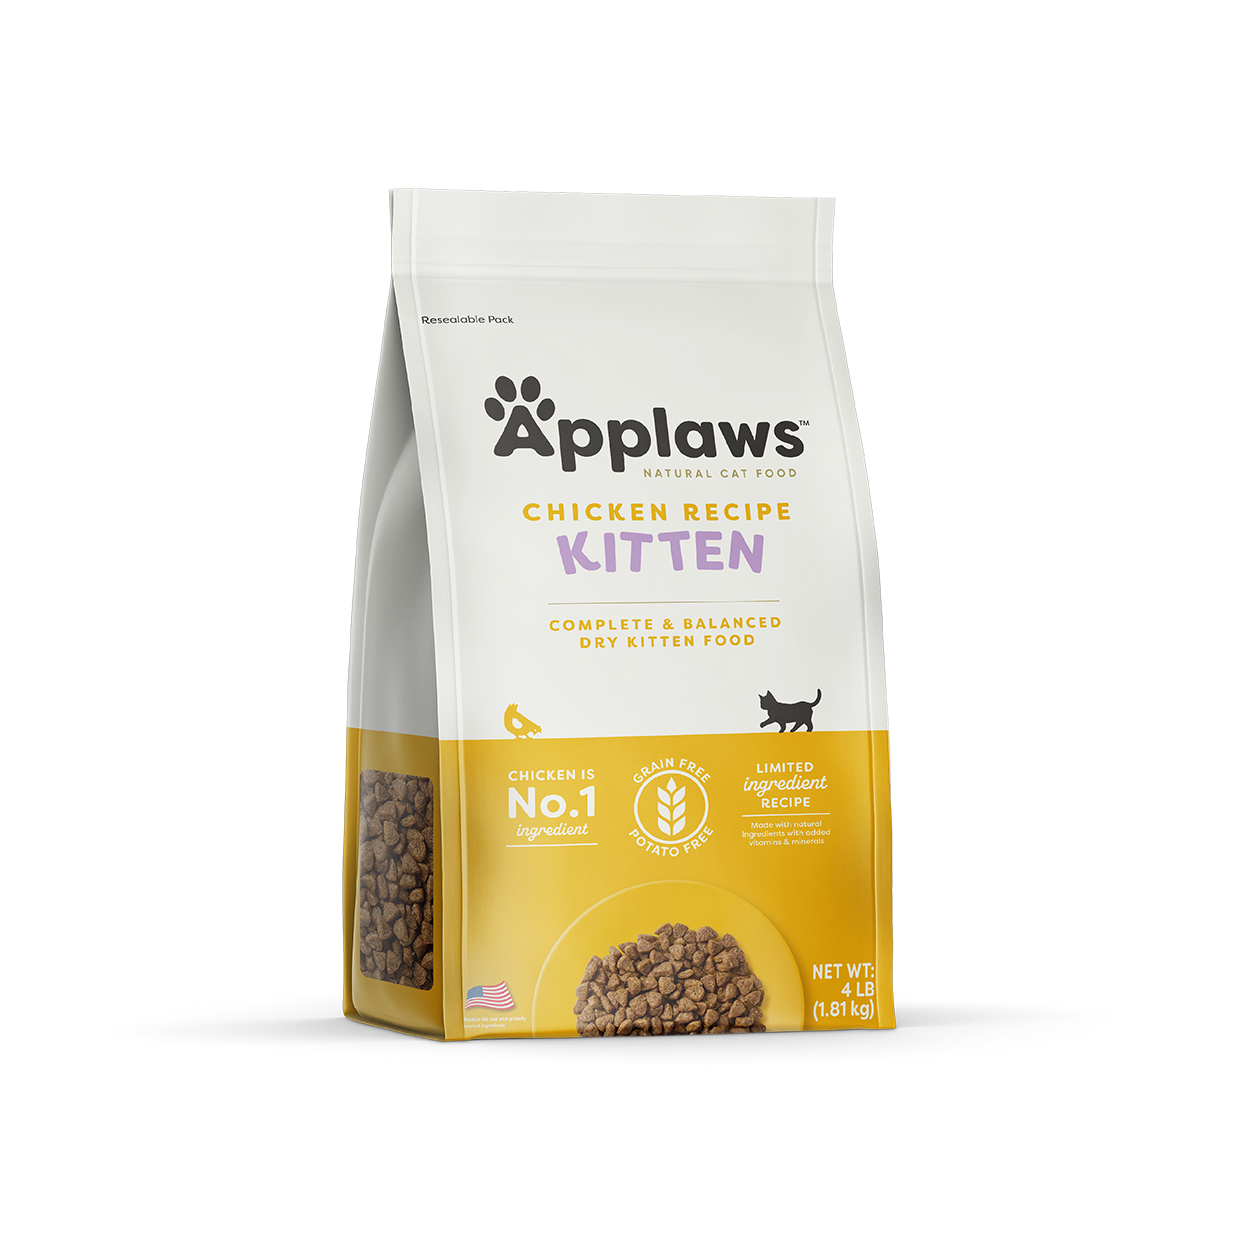 Resealable Pack
Applaws™
NATURAL CAT FOOD
CHICKEN RECIPE
KITTEN
COMPLETE & BALANCED
DRY KITTEN FOOD
CHICKEN IS
No.1
ingredient
GRAIN FREE
POTATO FREE
LIMITED
ingredient
RECIPE
Made with natural
ingredients with added
vitamins & minerals
NET WT:
4 LB
(1.81 kg)